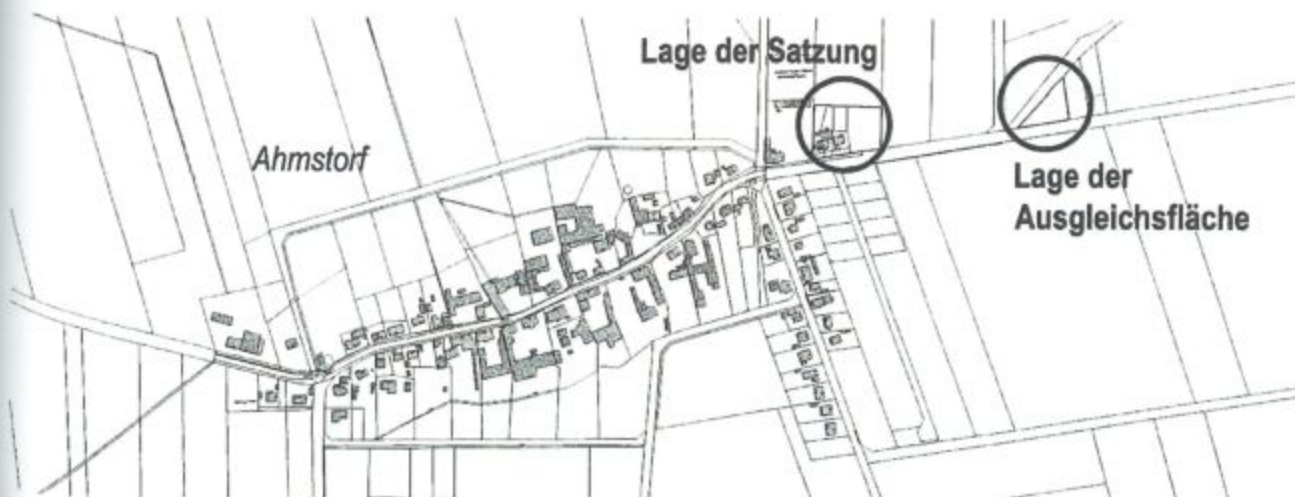 Lage der Satzung
Ahmstorf
Lage der
Ausgleichsfläche